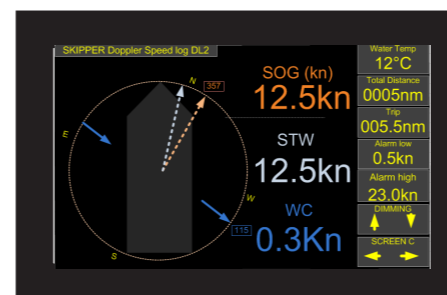 SKIPPER Doppler Speed log DL2
N
357
E
W
115
S
SOG (kn)
12.5kn
STW
12.5kn
WC
0.3Kn
Water Temp
12°C
Total Distance
0005nm
Trip
005.5nm
Alarm low
0.5kn
Alarm high
23.0kn
DIMMING
SCREEN C